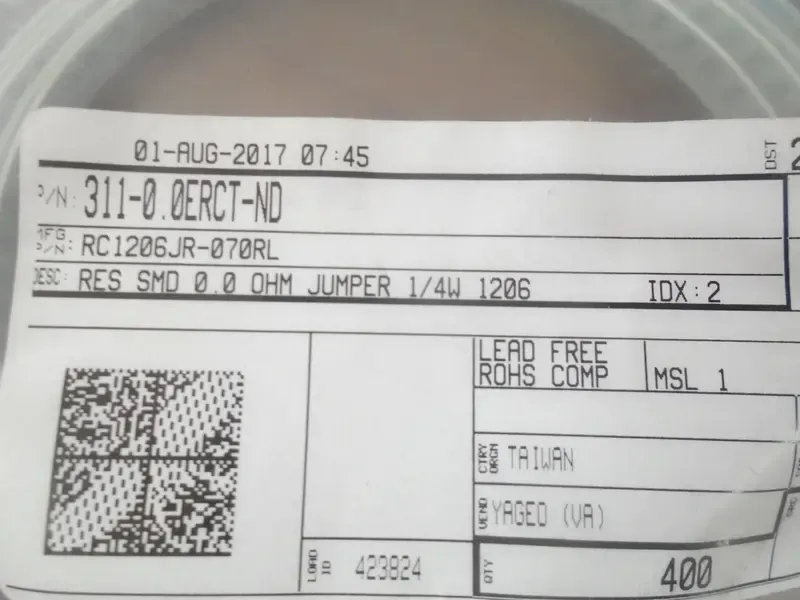 01-AUG-2017 07:45
DST 2
P/N: 311-0.0ERCT-ND
MFG P/N: RC1206JR-070RL
DESC: RES SMD 0.0 OHM JUMPER 1/4W 1206 IDX:2
LEAD FREE
ROHS COMP
MSL 1
CTRY ORGN TAIWAN
VEND YAGEO (VA)
LOAD ID 423824
QTY 400